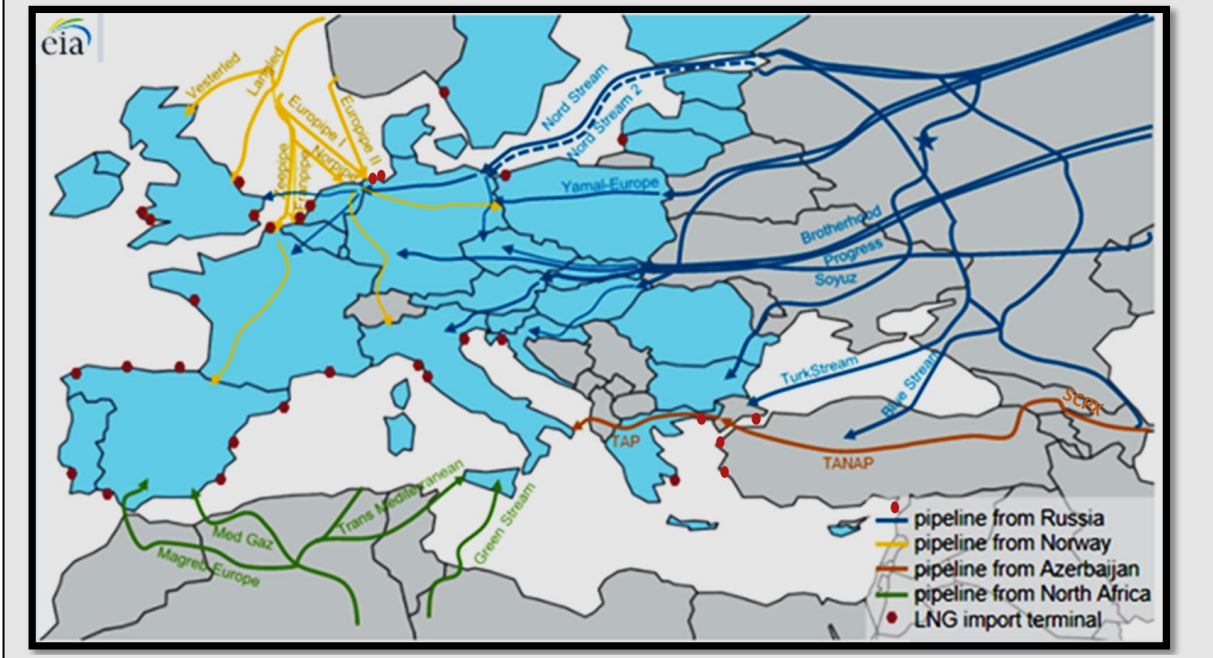 eia
Vesterled
Langled
Europipe I
Europipe II
Norpipe
Zeepipe
Franpipe
Nord Stream
Nord Stream 2
Yamal-Europe
Brotherhood
Progress
Soyuz
TurkStream
Blue Stream
SCPX
TAP
TANAP
Trans Mediterranean
Green Stream
Med Gaz
Magreb-Europe
pipeline from Russia
pipeline from Norway
pipeline from Azerbaijan
pipeline from North Africa
LNG import terminal